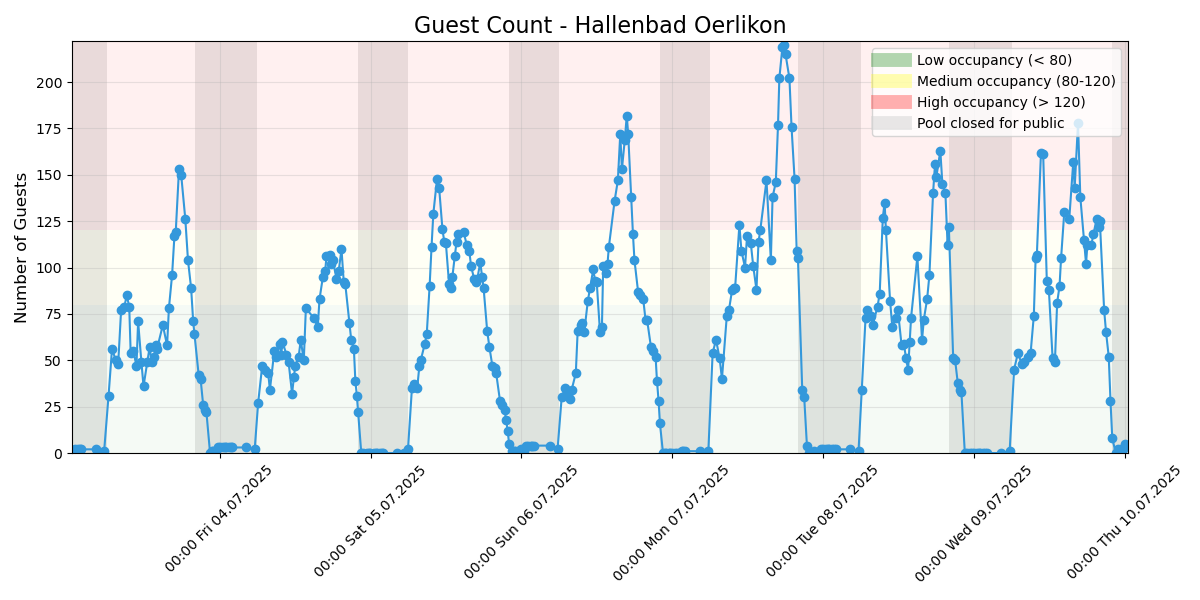 Guest Count - Hallenbad Oerlikon
Number of Guests
200
175
150
125
100
75
50
25
0
Low occupancy (< 80)
Medium occupancy (80-120)
High occupancy (> 120)
Pool closed for public
00:00 Fri 04.07.2025
00:00 Sat 05.07.2025
00:00 Sun 06.07.2025
00:00 Mon 07.07.2025
00:00 Tue 08.07.2025
00:00 Wed 09.07.2025
00:00 Thu 10.07.2025